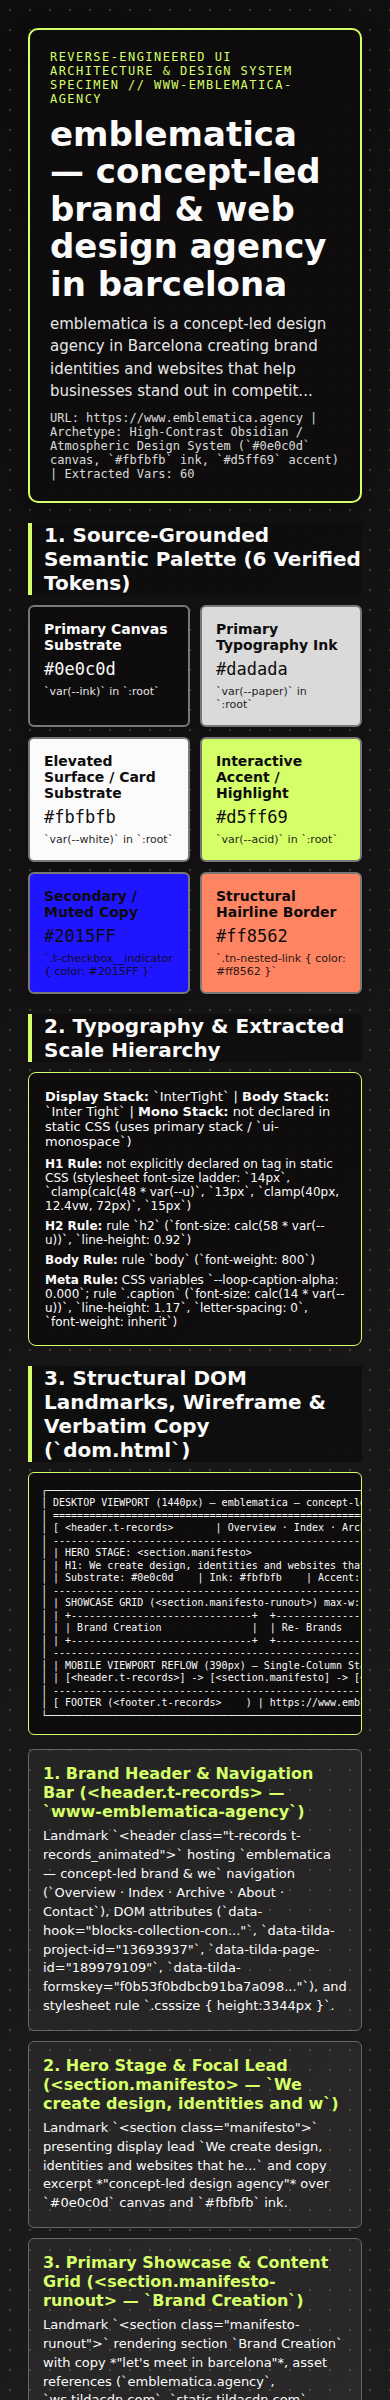 REVERSE-ENGINEERED UI
ARCHITECTURE & DESIGN SYSTEM
SPECIMEN // WWW-EMBLEMATICA-
AGENCY
emblematica
— concept-led
brand & web
design agency
in barcelona
emblematica is a concept-led design
agency in Barcelona creating brand
identities and websites that help
businesses stand out in competit...
URL: https://www.emblematica.agency |
Archetype: High-Contrast Obsidian /
Atmospheric Design System (`#0e0c0d`
canvas, `#fbfbfb` ink, `#d5ff69` accent)
| Extracted Vars: 60
1. Source-Grounded
Semantic Palette (6 Verified
Tokens)
Primary Canvas
Substrate
#0e0c0d
`var(--ink)` in `:root`
Primary
Typography Ink
#dadada
`var(--paper)` in
`:root`
Elevated
Surface / Card
Substrate
#fbfbfb
`var(--white)` in `:root`
Interactive
Accent /
Highlight
#d5ff69
`var(--acid)` in `:root`
Secondary /
Muted Copy
#2015FF
`.t-checkbox__indicator
{ color: #2015FF }`
Structural
Hairline Border
#ff8562
`.tn-nested-link { color:
#ff8562 }`
2. Typography & Extracted
Scale Hierarchy
Display Stack: `InterTight` | Body Stack:
`Inter Tight` | Mono Stack: not declared in
static CSS (uses primary stack / `ui-
monospace`)
H1 Rule: not explicitly declared on tag in static
CSS (stylesheet font-size ladder: `14px`,
`clamp(calc(48 * var(--u)`, `13px`, `clamp(40px,
12.4vw, 72px)`, `15px`)
H2 Rule: rule `h2` (`font-size: calc(58 * var(--
u))`, `line-height: 0.92`)
Body Rule: rule `body` (`font-weight: 800`)
Meta Rule: CSS variables `--loop-caption-alpha:
0.000`; rule `.caption` (`font-size: calc(14 * var(--
u))`, `line-height: 1.17`, `letter-spacing: 0`,
`font-weight: inherit`)
3. Structural DOM
Landmarks, Wireframe &
Verbatim Copy
(`dom.html`)
DESKTOP VIEWPORT (1440px) — emblematica — concept-l
[ <header.t-records> | Overview · Index · Arc
| HERO STAGE: <section.manifesto>
| H1: We create design, identities and websites tha
| Substrate: #0e0c0d | Ink: #fbfbfb | Accent:
| SHOWCASE GRID (<section.manifesto-runout>) max-w:
| | Brand Creation | | Re- Brands
| MOBILE VIEWPORT REFLOW (390px) — Single-Column St
| [<header.t-records>] -> [<section.manifesto] -> [
[ FOOTER (<footer.t-records> ) | https://www.emb
1. Brand Header & Navigation
Bar (<header.t-records> —
`www-emblematica-agency`)
Landmark `<header class="t-records t-
records_animated">` hosting `emblematica
— concept-led brand & we` navigation
(`Overview · Index · Archive · About ·
Contact`), DOM attributes (`data-
hook="blocks-collection-con..."`, `data-tilda-
project-id="13693937"`, `data-tilda-page-
id="189979109"`, `data-tilda-
formskey="f0b53f0bdbcb91ba7a098..."`), and
stylesheet rule `.csssize { height:3344px }`.
2. Hero Stage & Focal Lead
(<section.manifesto> — `We
create design, identities and w`)
Landmark `<section class="manifesto">`
presenting display lead `We create design,
identities and websites that he...` and copy
excerpt *"concept-led design agency"* over
`#0e0c0d` canvas and `#fbfbfb` ink.
3. Primary Showcase & Content
Grid (<section.manifesto-
runout> — `Brand Creation`)
Landmark `<section class="manifesto-
runout">` rendering section `Brand Creation`
with copy *"let's meet in barcelona"*, asset
references (`emblematica.agency`,
`ws.tildacdn.com`, `static.tildacdn.com`